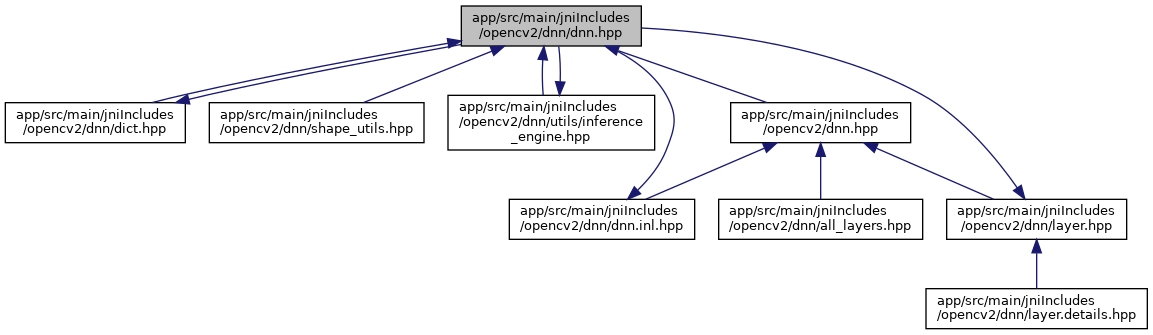 app/src/main/jniIncludes
/opencv2/dnn/dnn.hpp
app/src/main/jniIncludes
/opencv2/dnn/dict.hpp
app/src/main/jniIncludes
/opencv2/dnn/shape_utils.hpp
app/src/main/jniIncludes
/opencv2/dnn/utils/inference
_engine.hpp
app/src/main/jniIncludes
/opencv2/dnn.hpp
app/src/main/jniIncludes
/opencv2/dnn/dnn.inl.hpp
app/src/main/jniIncludes
/opencv2/dnn/all_layers.hpp
app/src/main/jniIncludes
/opencv2/dnn/layer.hpp
app/src/main/jniIncludes
/opencv2/dnn/layer.details.hpp